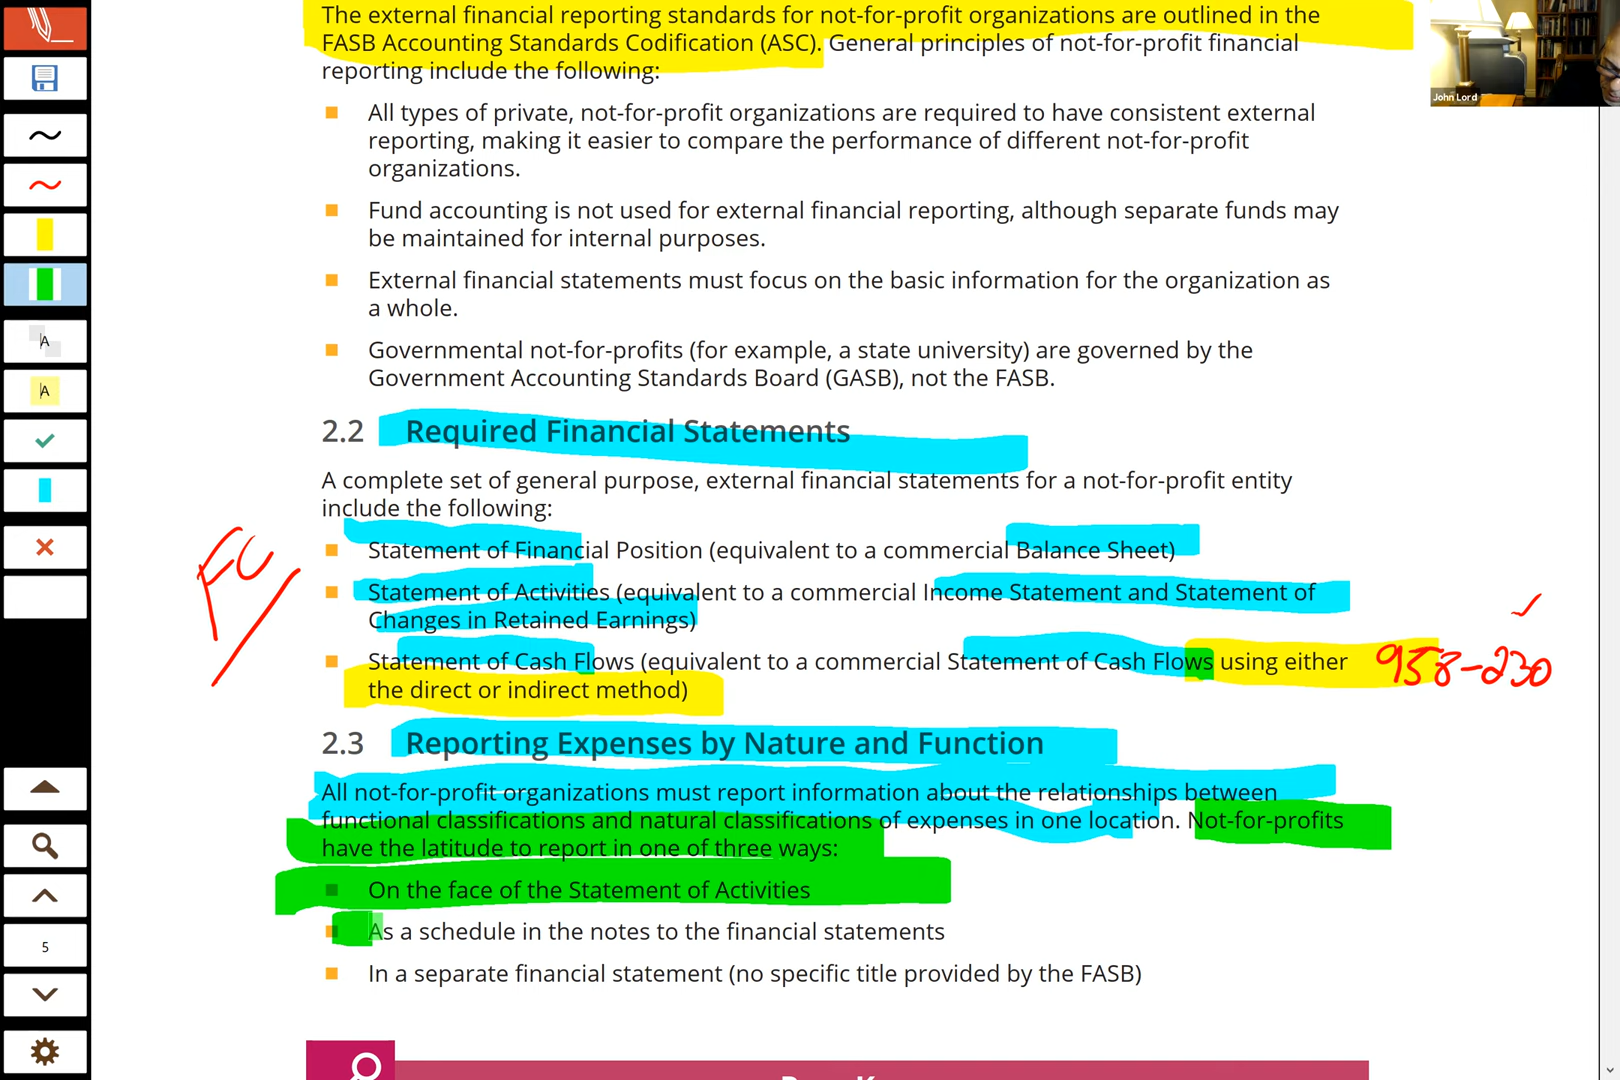 The external financial reporting standards for not-for-profit organizations are outlined in the
FASB Accounting Standards Codification (ASC). General principles of not-for-profit financial
reporting include the following:
John Lord
All types of private, not-for-profit organizations are required to have consistent external
reporting, making it easier to compare the performance of different not-for-profit
organizations.
Fund accounting is not used for external financial reporting, although separate funds may
be maintained for internal purposes.
External financial statements must focus on the basic information for the organization as
a whole.
Governmental not-for-profits (for example, a state university) are governed by the
Government Accounting Standards Board (GASB), not the FASB.
2.2 Required Financial Statements
A complete set of general purpose, external financial statements for a not-for-profit entity
include the following:
Statement of Financial Position (equivalent to a commercial Balance Sheet)
Statement of Activities (equivalent to a commercial Income Statement and Statement of
Changes in Retained Earnings)
Statement of Cash Flows (equivalent to a commercial Statement of Cash Flows using either 958-230
the direct or indirect method)
2.3 Reporting Expenses by Nature and Function
All not-for-profit organizations must report information about the relationships between
functional classifications and natural classifications of expenses in one location. Not-for-profits
have the latitude to report in one of three ways:
On the face of the Statement of Activities
As a schedule in the notes to the financial statements
5
In a separate financial statement (no specific title provided by the FASB)